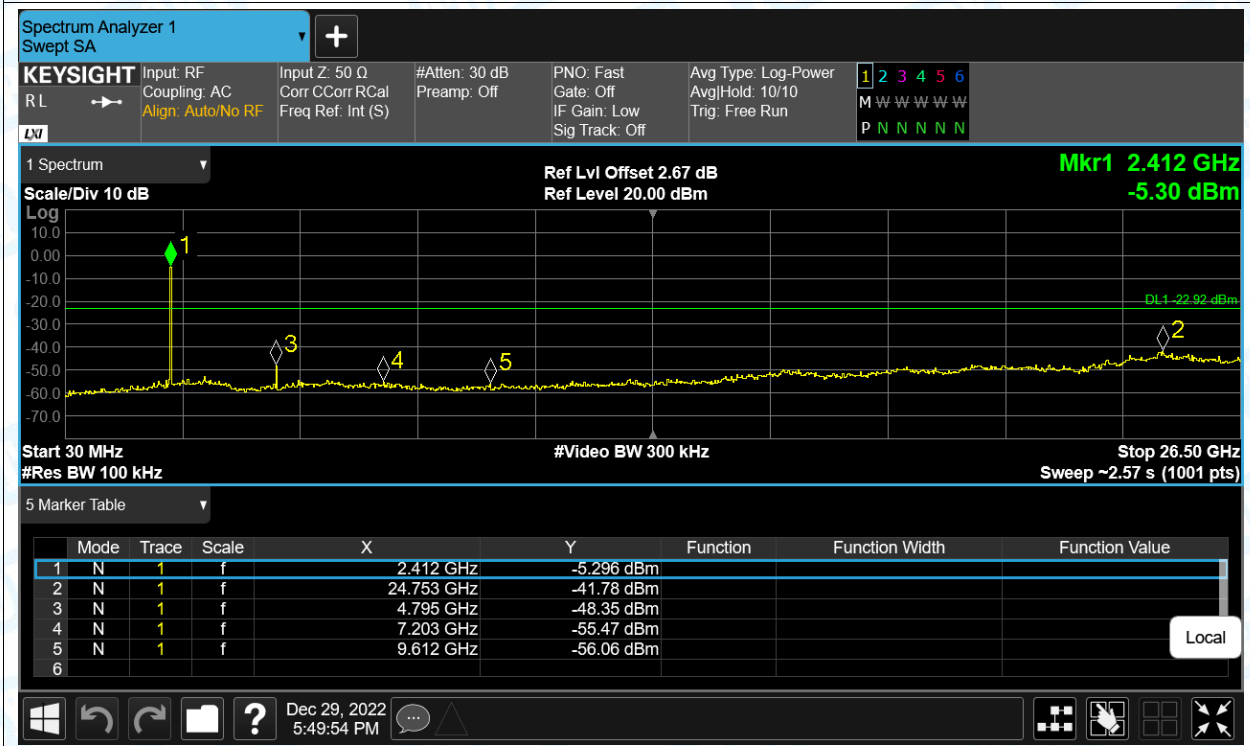 Spectrum Analyzer 1
Swept SA
+
KEYSIGHT
R L
LXI
Input: RF
Coupling: AC
Align: Auto/No RF
Input Z: 50 Ω
Corr CCorr RCal
Freq Ref: Int (S)
#Atten: 30 dB
Preamp: Off
PNO: Fast
Gate: Off
IF Gain: Low
Sig Track: Off
Avg Type: Log-Power
Avg|Hold: 10/10
Trig: Free Run
1 2 3 4 5 6
M W W W W W
P N N N N N
1 Spectrum
Scale/Div 10 dB
Ref Lvl Offset 2.67 dB
Ref Level 20.00 dBm
Mkr1 2.412 GHz
-5.30 dBm
Log
10.0
0.00
-10.0
-20.0
-30.0
-40.0
-50.0
-60.0
-70.0
1
3
4
5
2
DL1 -22.92 dBm
Start 30 MHz
#Res BW 100 kHz
#Video BW 300 kHz
Stop 26.50 GHz
Sweep ~2.57 s (1001 pts)
5 Marker Table
Mode Trace Scale X Y Function Function Width Function Value
1 N 1 f 2.412 GHz -5.296 dBm
2 N 1 f 24.753 GHz -41.78 dBm
3 N 1 f 4.795 GHz -48.35 dBm
4 N 1 f 7.203 GHz -55.47 dBm
5 N 1 f 9.612 GHz -56.06 dBm
6
Local
?
Dec 29, 2022
5:49:54 PM